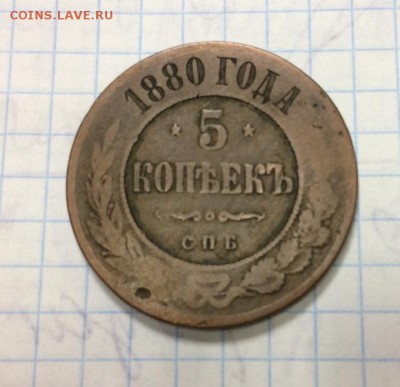 COINS.LAVE.RU
1880 ГОДА
5
КОПѢЕКЪ
СПБ